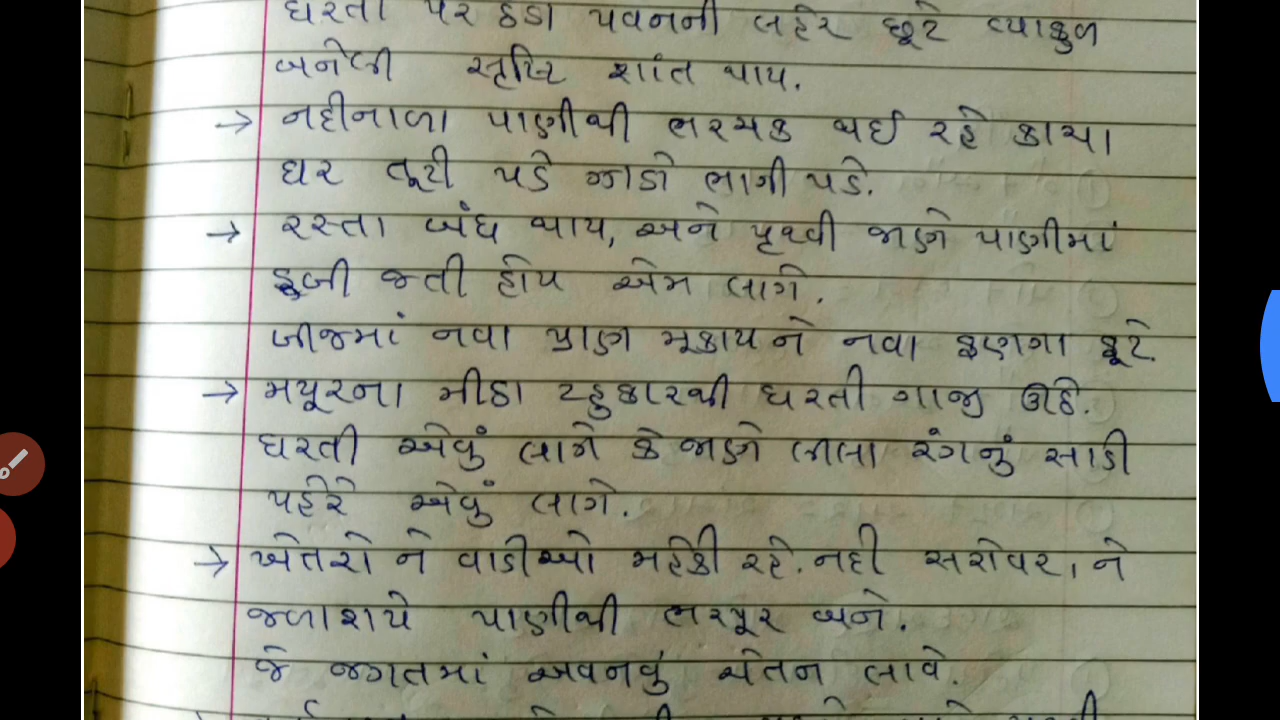 ધરતી પર ઠંડા પવનની લહેર છૂટે વ્યાકુળ
બનેલી સૃષ્ટિ શાંત થાય.
→ નદીનાળા પાણીથી ભરચક થઈ રહે કાચા
ઘર તૂટી પડે ઝાડો ભાગી પડે.
→ રસ્તા બંધ થાય, અને પૃથ્વી જાણે પાણીમાં
ડુબી જતી હોય એમ લાગે.
બીજમાં નવા પ્રાણ મૂકાય ને નવા ફણગા ફૂટે.
→ મયૂરના મીઠા ટહુકારથી ધરતી ગાજી ઊઠે.
ધરતી એવું લાગે કે જાણે લીલા રંગનું સાડી
પહેરે એવું લાગે.
→ ખેતરો ને વાડીઓ મહેકી રહે. નદી સરોવર, ને
જળાશયે પાણીથી ભરપૂર બને.
જે જગતમાં અવનવું ચેતન લાવે.